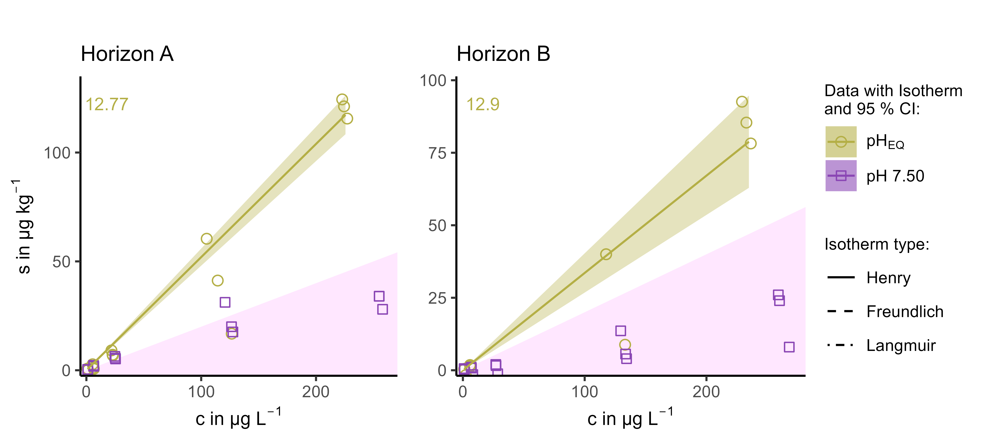 Horizon A
12.77
100
50
0
0 100 200
c in µg L⁻¹
s in µg kg⁻¹
Horizon B
12.9
100
75
50
25
0
0 100 200
c in µg L⁻¹
Data with Isotherm
and 95 % CI:
pH_EQ
pH 7.50
Isotherm type:
Henry
Freundlich
Langmuir